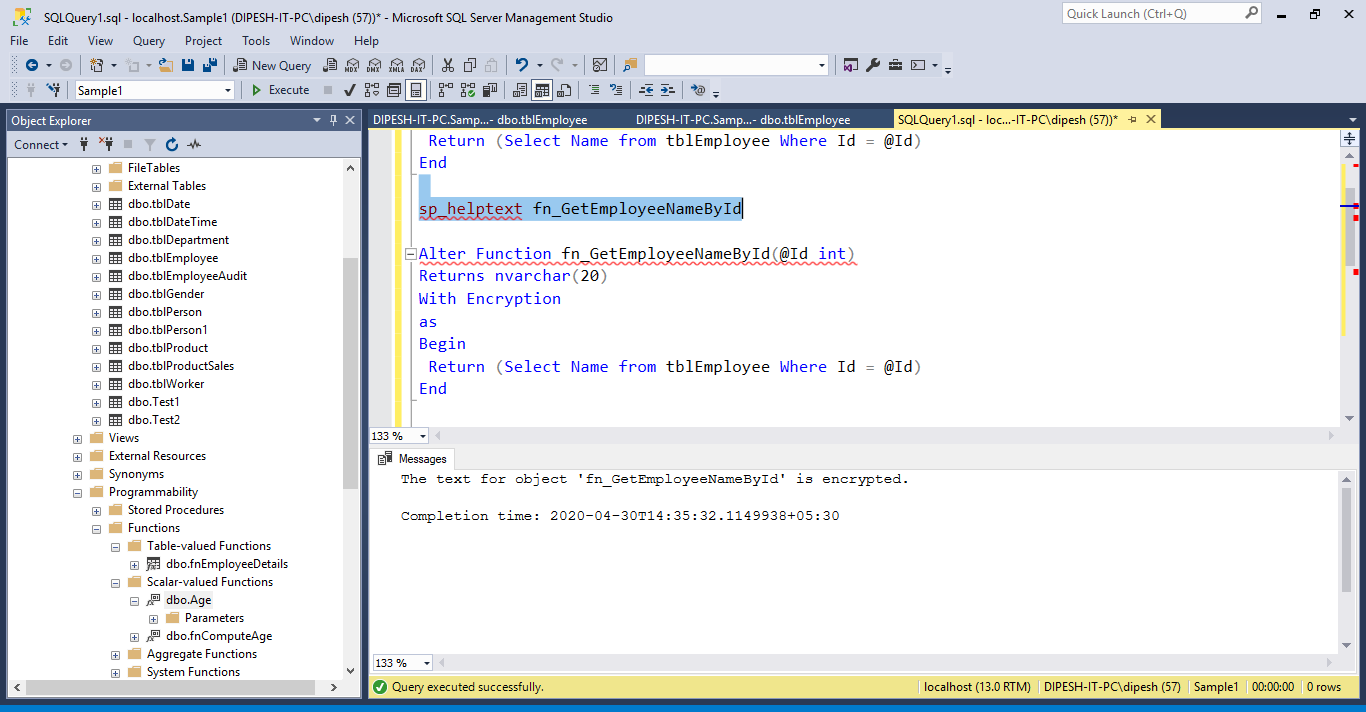 SQLQuery1.sql - localhost.Sample1 (DIPESH-IT-PC\dipesh (57))* - Microsoft SQL Server Management Studio
Quick Launch (Ctrl+Q)
File Edit View Query Project Tools Window Help
New Query MDX DMX XMLA DAX
Sample1 Execute
Object Explorer
DIPESH-IT-PC.Samp...- dbo.tblEmployee DIPESH-IT-PC.Samp...- dbo.tblEmployee SQLQuery1.sql - loc...-IT-PC\dipesh (57))*
Connect
FileTables
External Tables
dbo.tblDate
dbo.tblDateTime
dbo.tblDepartment
dbo.tblEmployee
dbo.tblEmployeeAudit
dbo.tblGender
dbo.tblPerson
dbo.tblPerson1
dbo.tblProduct
dbo.tblProductSales
dbo.tblWorker
dbo.Test1
dbo.Test2
Views
External Resources
Synonyms
Programmability
Stored Procedures
Functions
Table-valued Functions
dbo.fnEmployeeDetails
Scalar-valued Functions
dbo.Age
Parameters
dbo.fnComputeAge
Aggregate Functions
System Functions
Return (Select Name from tblEmployee Where Id = @Id)
End
sp_helptext fn_GetEmployeeNameById
Alter Function fn_GetEmployeeNameById(@Id int)
Returns nvarchar(20)
With Encryption
as
Begin
Return (Select Name from tblEmployee Where Id = @Id)
End
133 %
Messages
The text for object 'fn_GetEmployeeNameById' is encrypted.
Completion time: 2020-04-30T14:35:32.1149938+05:30
133 %
Query executed successfully. localhost (13.0 RTM) DIPESH-IT-PC\dipesh (57) Sample1 00:00:00 0 rows